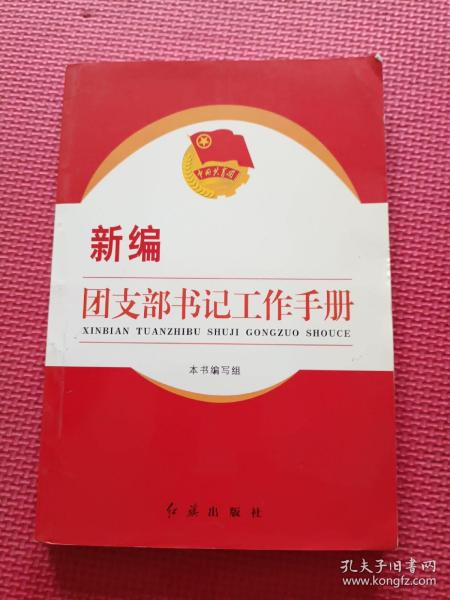 中国共青团
新编
团支部书记工作手册
XINBIAN TUANZHIBU SHUJI GONGZUO SHOUCE
本书编写组
红旗出版社
孔夫子旧书网
www.kongfz.com